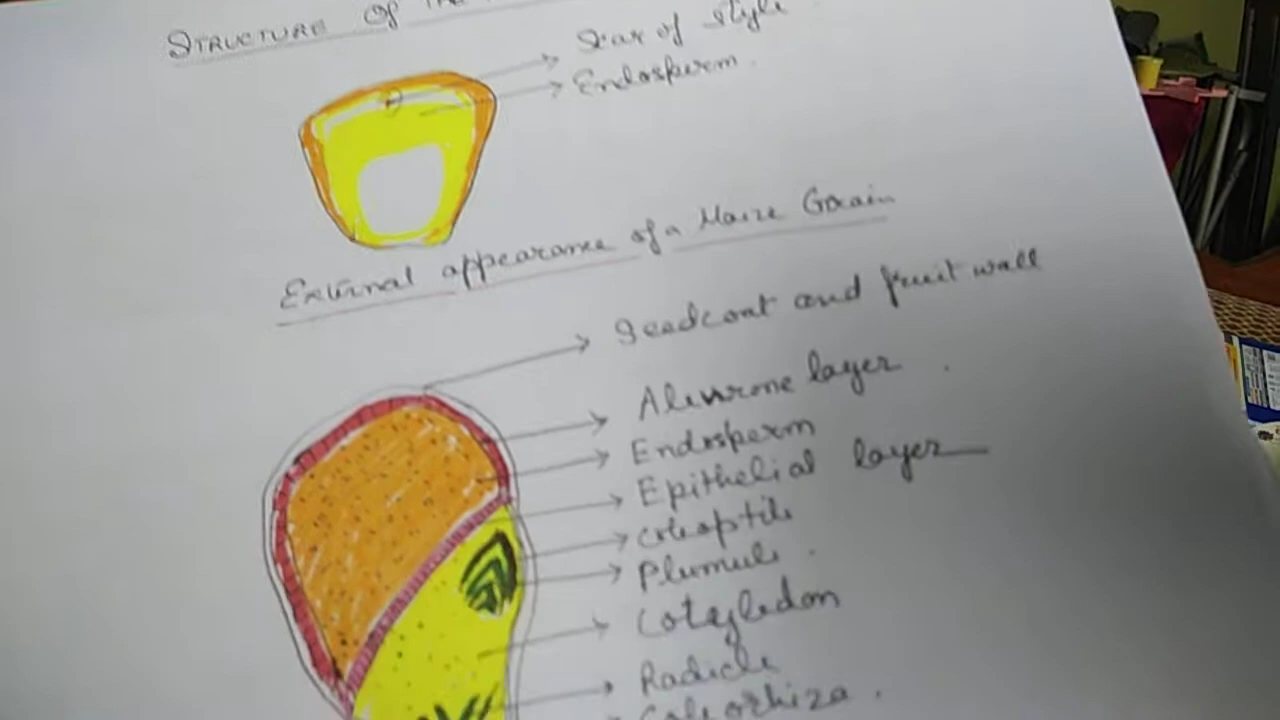 STRUCTURE OF THE
Scar of style
Endosperm.
External appearance of a Maize Grain
Seedcoat and fruit wall
Aleurone layer.
Endosperm
Epithelial layer
Coleoptile
Plumule.
Cotyledon
Radicle
Coleorhiza.